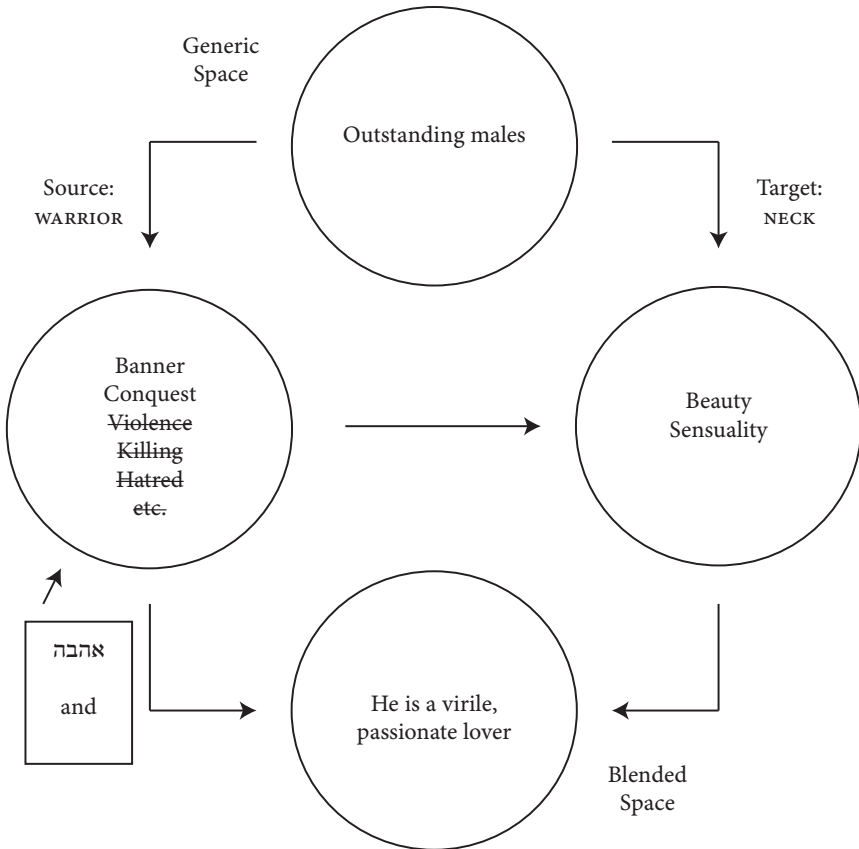 Generic
Space
Outstanding males
Source:
WARRIOR
Target:
NECK
Banner
Conquest
Violence
Killing
Hatred
etc.
Beauty
Sensuality
אהבה
and
He is a virile,
passionate lover
Blended
Space